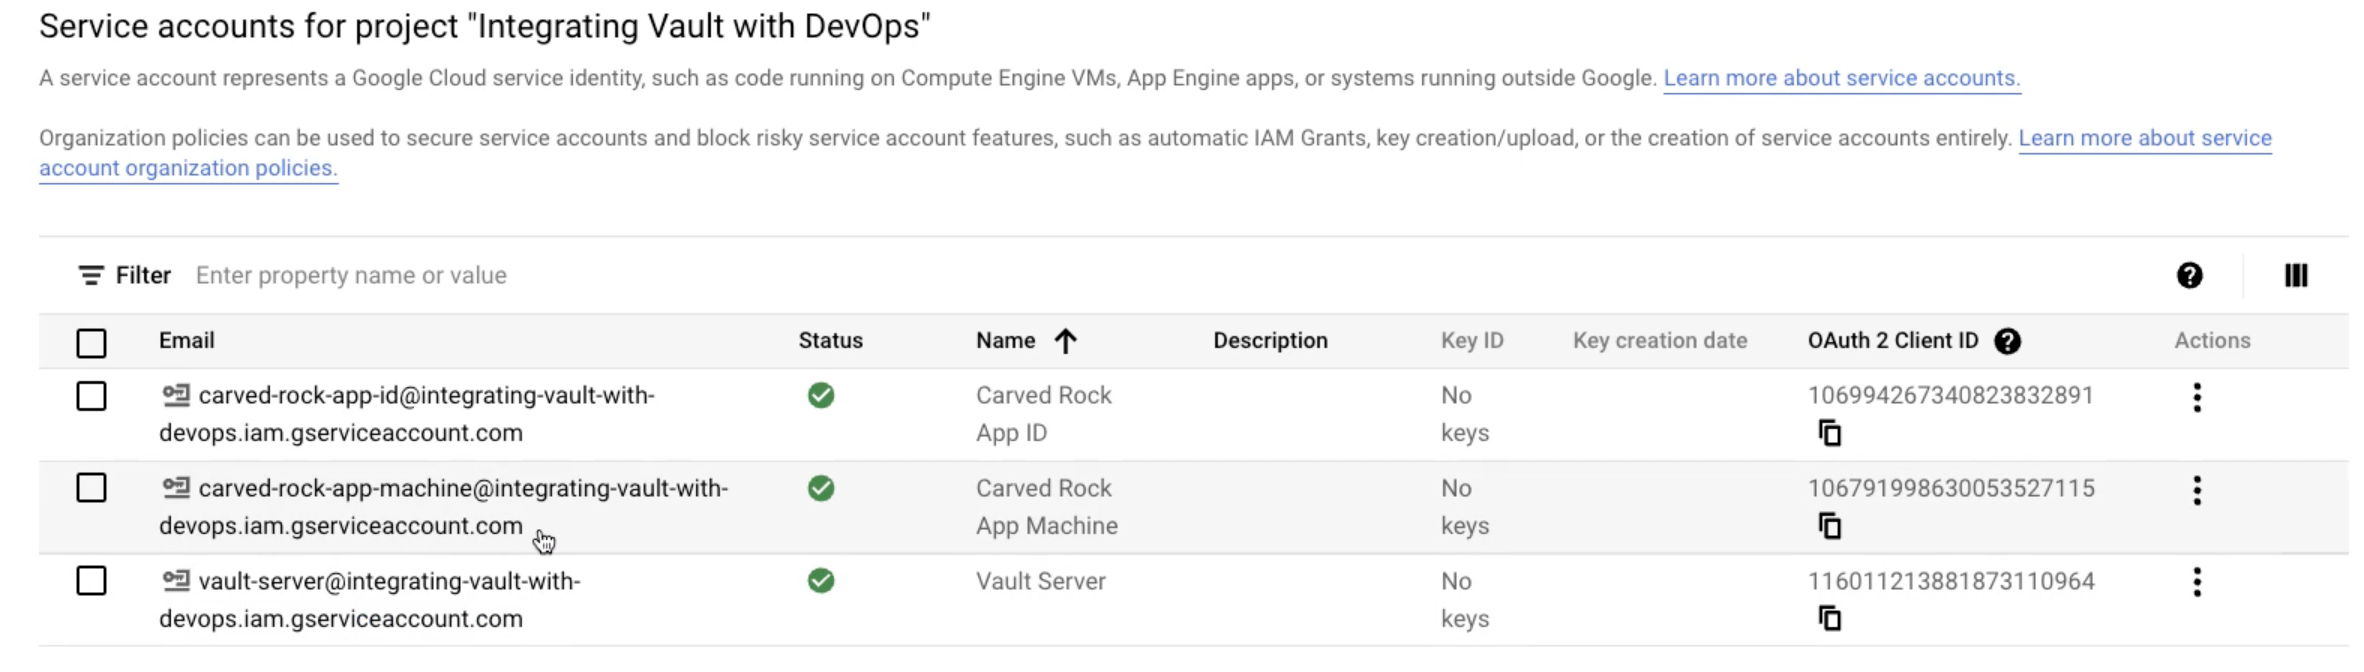 Service accounts for project "Integrating Vault with DevOps"
A service account represents a Google Cloud service identity, such as code running on Compute Engine VMs, App Engine apps, or systems running outside Google. Learn more about service accounts.
Organization policies can be used to secure service accounts and block risky service account features, such as automatic IAM Grants, key creation/upload, or the creation of service accounts entirely. Learn more about service
account organization policies.
Filter Enter property name or value
Email Status Name Description Key ID Key creation date OAuth 2 Client ID Actions
carved-rock-app-id@integrating-vault-with- Carved Rock No 106994267340823832891
devops.iam.gserviceaccount.com App ID keys
carved-rock-app-machine@integrating-vault-with- Carved Rock No 106791998630053527115
devops.iam.gserviceaccount.com App Machine keys
vault-server@integrating-vault-with- Vault Server No 116011213881873110964
devops.iam.gserviceaccount.com keys